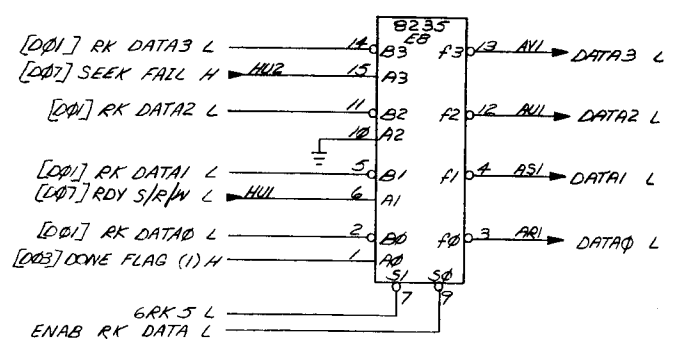 8235
E8
[DØ1] RK DATA3 L 14 B3 f3 13 AV1 DATA3 L
[DØ7] SEEK FAIL H HU2 15 A3
[DØ1] RK DATA2 L 11 B2 f2 12 AU1 DATA2 L
1Ø A2
[DØ1] RK DATA1 L 5 B1 f1 4 AS1 DATA1 L
[DØ7] RDY S/R/W L HU1 6 A1
[DØ1] RK DATAØ L 2 BØ fØ 3 AR1 DATAØ L
[DØ3] DONE FLAG (1) H 1 AØ
S1 SØ
7 9
6RK5 L
ENAB RK DATA L